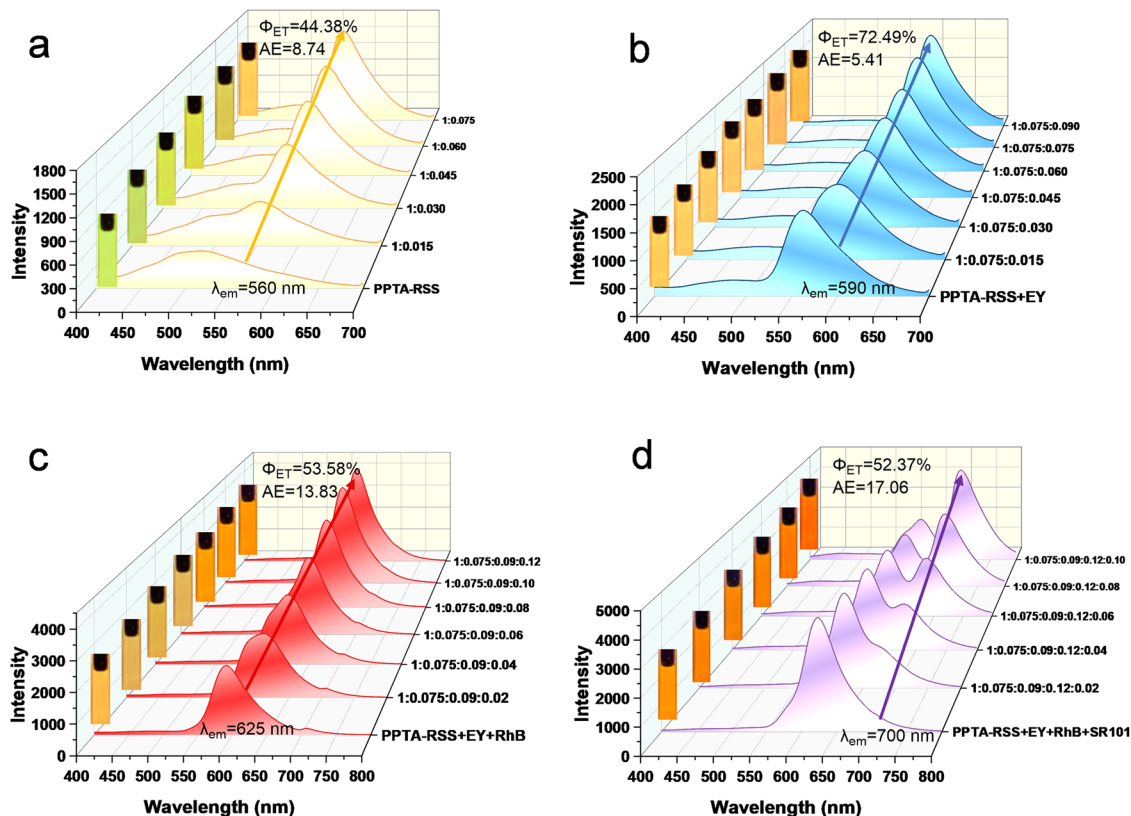 a
Φ_ET=44.38%
AE=8.74
1800
1500
1200
900
600
300
0
Intensity
400 450 500 550 600 650 700
Wavelength (nm)
λ_em=560 nm
1:0.075
1:0.060
1:0.045
1:0.030
1:0.015
PPTA-RSS
b
Φ_ET=72.49%
AE=5.41
2500
2000
1500
1000
500
0
Intensity
400 450 500 550 600 650 700
Wavelength (nm)
λ_em=590 nm
1:0.075:0.090
1:0.075:0.075
1:0.075:0.060
1:0.075:0.045
1:0.075:0.030
1:0.075:0.015
PPTA-RSS+EY
c
Φ_ET=53.58%
AE=13.83
4000
3000
2000
1000
0
Intensity
400 450 500 550 600 650 700 750 800
Wavelength (nm)
λ_em=625 nm
1:0.075:0.09:0.12
1:0.075:0.09:0.10
1:0.075:0.09:0.08
1:0.075:0.09:0.06
1:0.075:0.09:0.04
1:0.075:0.09:0.02
PPTA-RSS+EY+RhB
d
Φ_ET=52.37%
AE=17.06
5000
4000
3000
2000
1000
0
Intensity
400 450 500 550 600 650 700 750 800
Wavelength (nm)
λ_em=700 nm
1:0.075:0.09:0.12:0.10
1:0.075:0.09:0.12:0.08
1:0.075:0.09:0.12:0.06
1:0.075:0.09:0.12:0.04
1:0.075:0.09:0.12:0.02
PPTA-RSS+EY+RhB+SR101